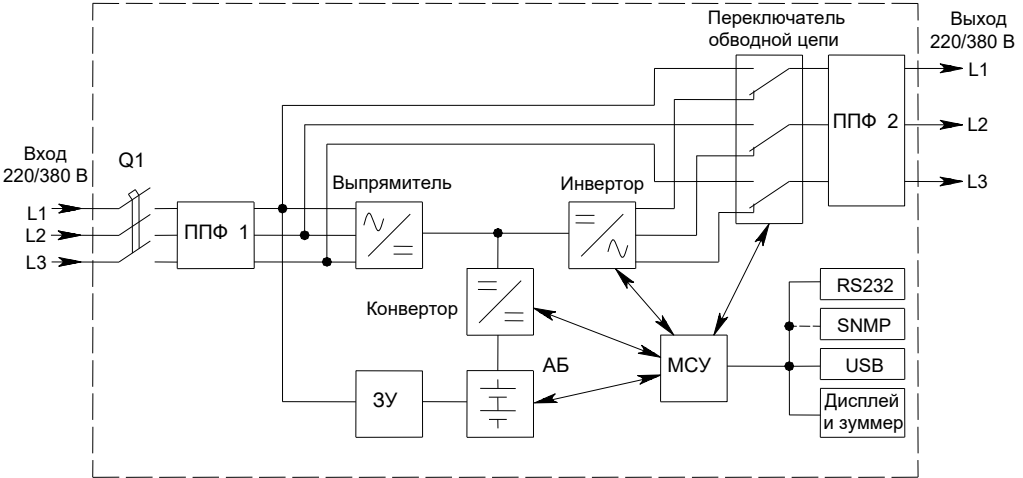 Переключатель
обводной цепи
Выход
220/380 В
L1
L2
L3
ППФ 2
Вход
220/380 В
Q1
L1
L2
L3
ППФ 1
Выпрямитель
Инвертор
Конвертор
АБ
ЗУ
МСУ
RS232
SNMP
USB
Дисплей
и зуммер